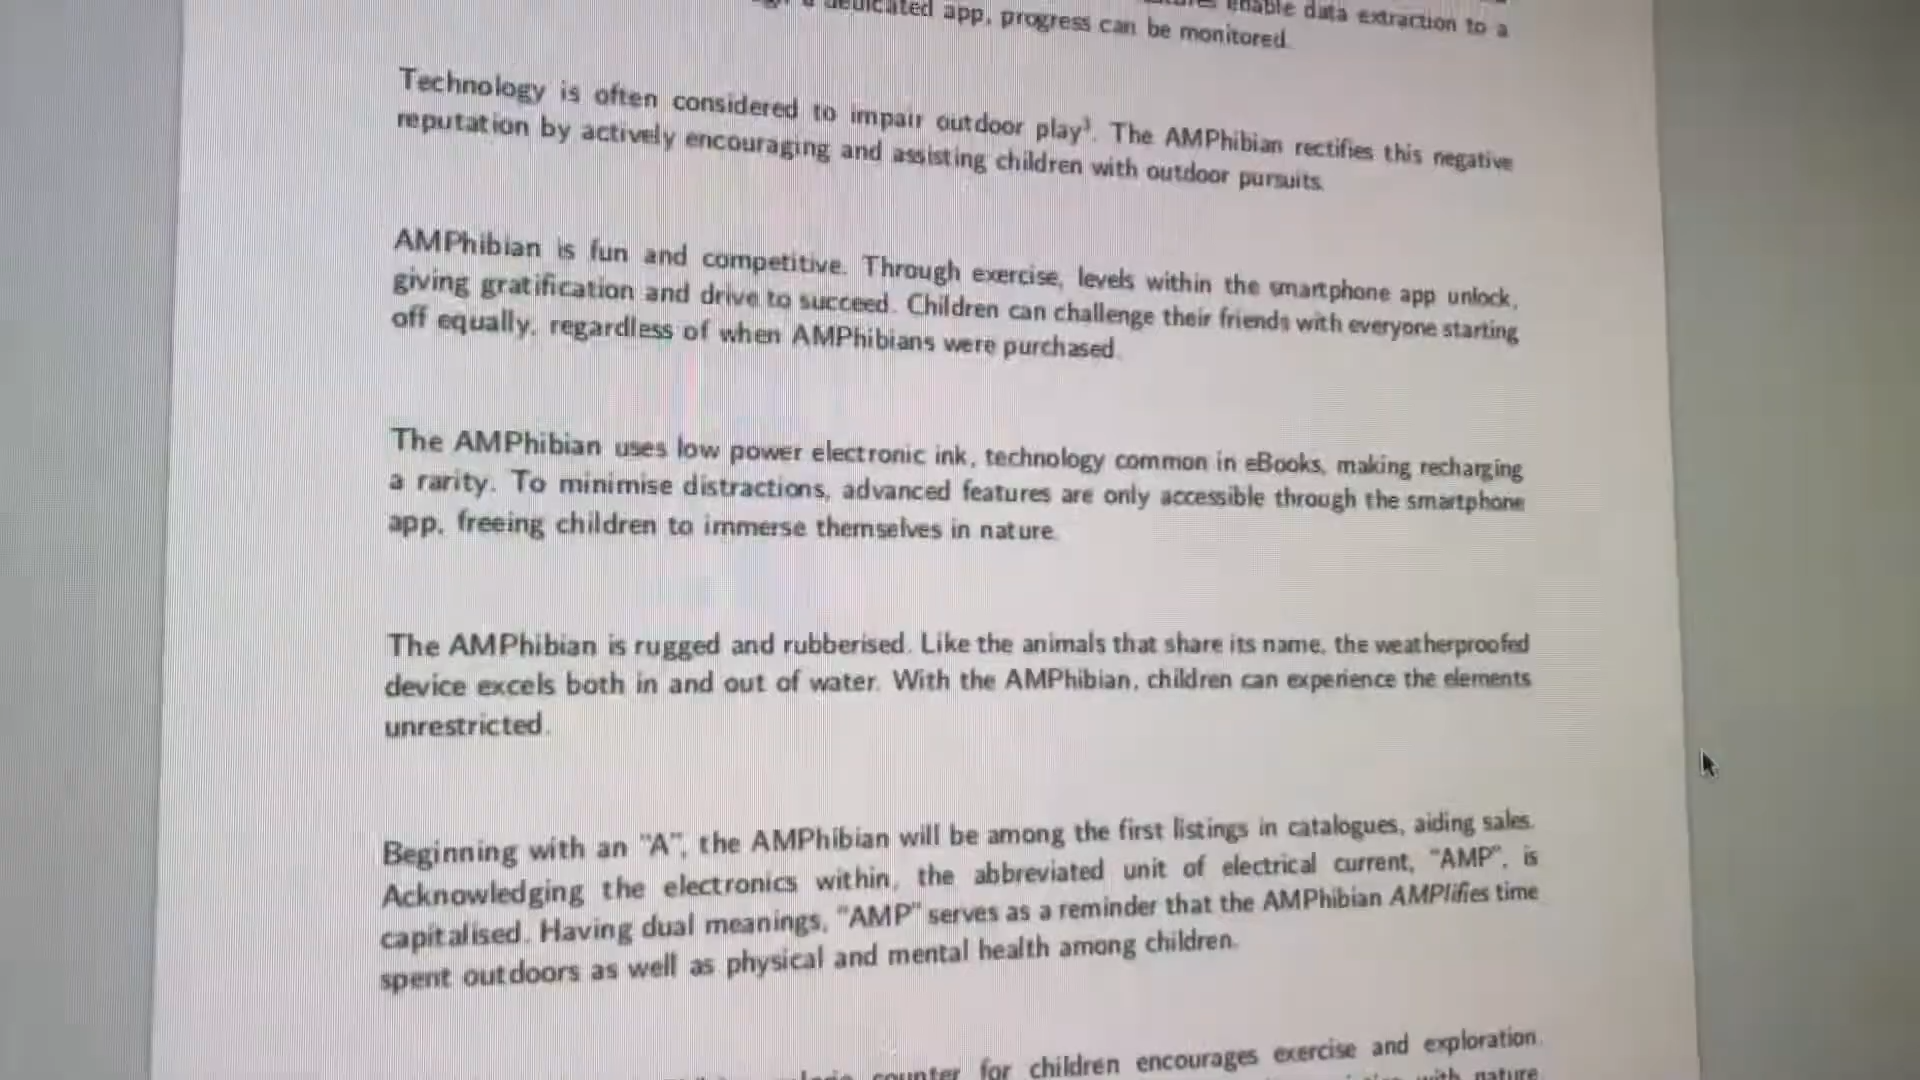 enable data extraction to a
dedicated app, progress can be monitored.
Technology is often considered to impair outdoor play³. The AMPhibian rectifies this negative
reputation by actively encouraging and assisting children with outdoor pursuits.
AMPhibian is fun and competitive. Through exercise, levels within the smartphone app unlock,
giving gratification and drive to succeed. Children can challenge their friends with everyone starting
off equally, regardless of when AMPhibians were purchased.
The AMPhibian uses low power electronic ink, technology common in eBooks, making recharging
a rarity. To minimise distractions, advanced features are only accessible through the smartphone
app, freeing children to immerse themselves in nature.
The AMPhibian is rugged and rubberised. Like the animals that share its name, the weatherproofed
device excels both in and out of water. With the AMPhibian, children can experience the elements
unrestricted.
Beginning with an "A", the AMPhibian will be among the first listings in catalogues, aiding sales.
Acknowledging the electronics within, the abbreviated unit of electrical current, "AMP", is
capitalised. Having dual meanings, "AMP" serves as a reminder that the AMPhibian AMPlifies time
spent outdoors as well as physical and mental health among children.
counter for children encourages exercise and exploration.
with nature